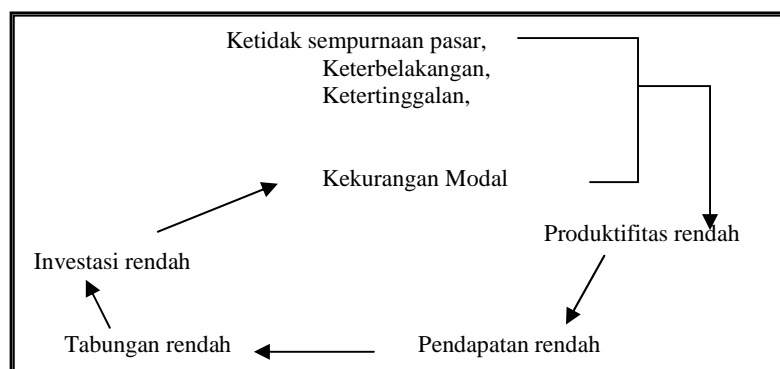 Ketidak sempurnaan pasar,
Keterbelakangan,
Ketertinggalan,
Kekurangan Modal
Produktifitas rendah
Investasi rendah
Tabungan rendah
Pendapatan rendah